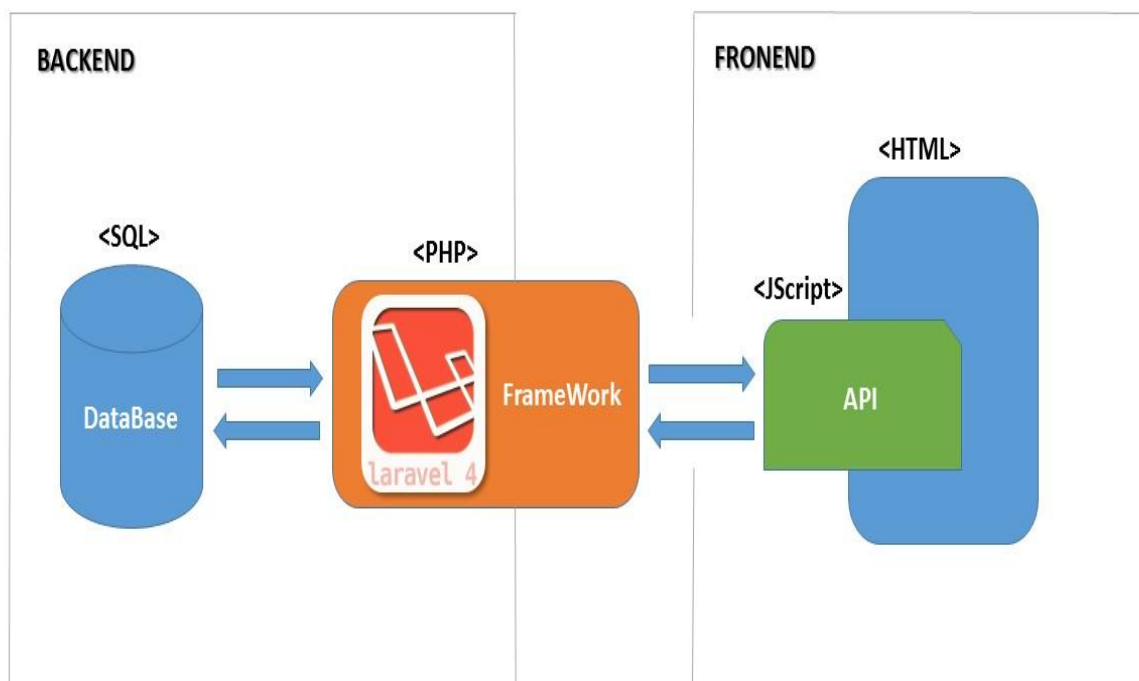 BACKEND
FRONEND
<HTML>
<SQL>
<PHP>
<JScript>
DataBase
laravel 4
FrameWork
API